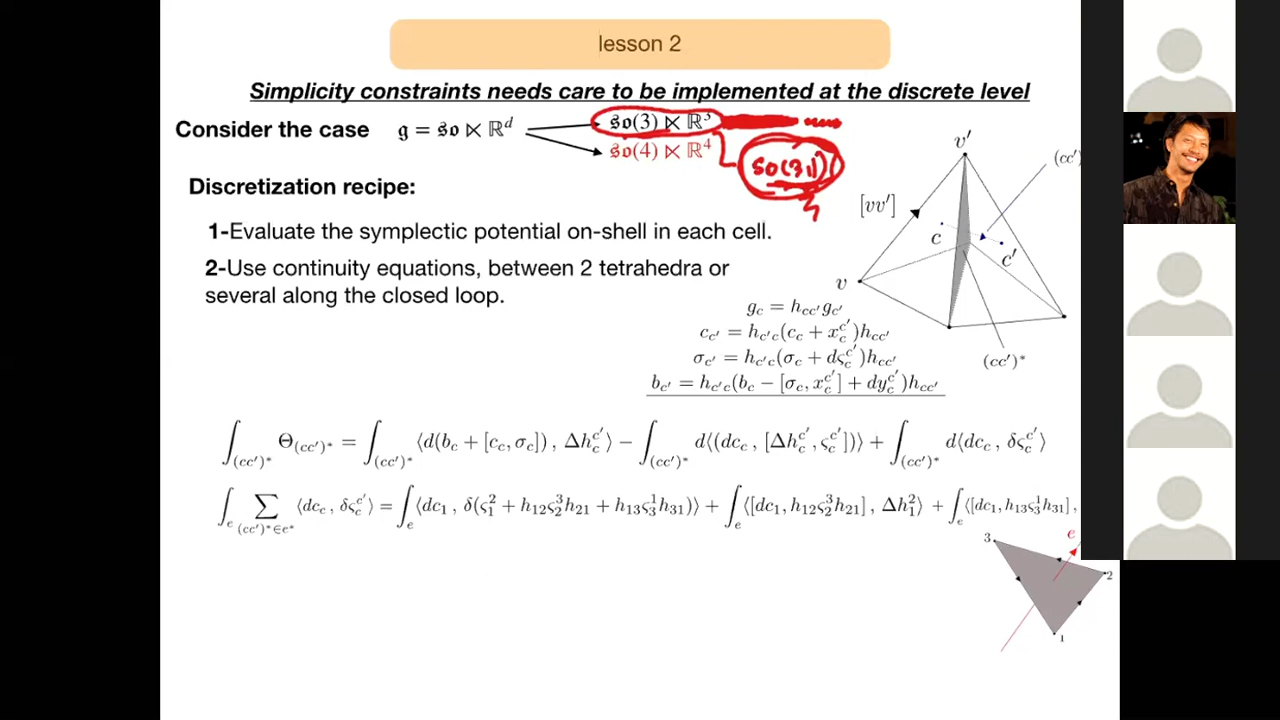 lesson 2
Simplicity constraints needs care to be implemented at the discrete level
Consider the case 𝔤 = 𝔰𝔬 ⋉ ℝᵈ
𝔰𝔬(3) ⋉ ℝ³
𝔰𝔬(4) ⋉ ℝ⁴
so(3,1)
Discretization recipe:
1-Evaluate the symplectic potential on-shell in each cell.
2-Use continuity equations, between 2 tetrahedra or
several along the closed loop.
v'
(cc')
[vv']
c
c'
v
(cc')*
g_c = h_{cc'} g_{c'}
c_{c'} = h_{c'c}(c_c + x_c^{c'})h_{cc'}
σ_{c'} = h_{c'c}(σ_c + dς_c^{c'})h_{cc'}
b_{c'} = h_{c'c}(b_c − [σ_c, x_c^{c'}] + dy_c^{c'})h_{cc'}
∫_{(cc')*} Θ_{(cc')*} = ∫_{(cc')*} ⟨d(b_c + [c_c, σ_c]) , Δh_c^{c'}⟩ − ∫_{(cc')*} d⟨(dc_c , [Δh_c^{c'}, ς_c^{c'}])⟩ + ∫_{(cc')*} d⟨dc_c , δς_c^{c'}⟩
∫_e Σ_{(cc')*∈e*} ⟨dc_c , δς_c^{c'}⟩ = ∫_e ⟨dc_1 , δ(ς_1^2 + h_{12}ς_2^3h_{21} + h_{13}ς_3^1h_{31})⟩ + ∫_e ⟨[dc_1, h_{12}ς_2^3h_{21}] , Δh_1^2⟩ + ∫_e ⟨[dc_1, h_{13}ς_3^1h_{31}] ,
3
e
2
1